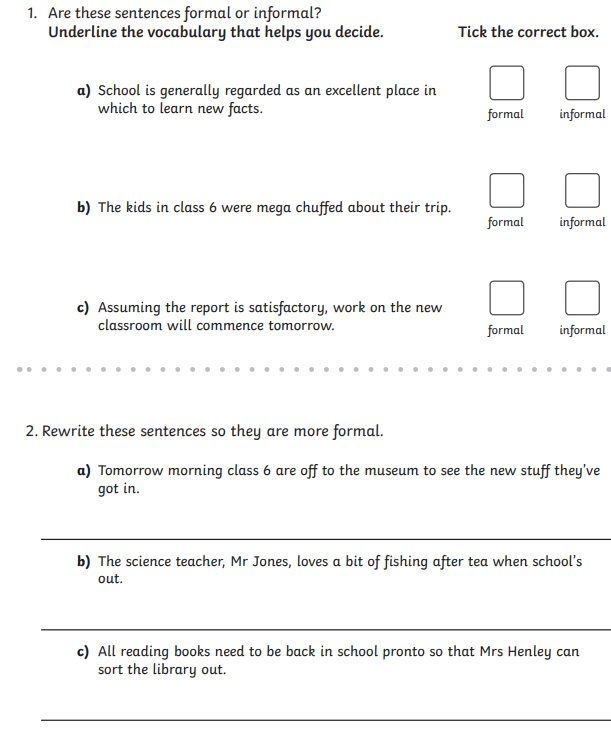 1. Are these sentences formal or informal?
Underline the vocabulary that helps you decide. Tick the correct box.
a) School is generally regarded as an excellent place in
which to learn new facts.
formal informal
b) The kids in class 6 were mega chuffed about their trip.
formal informal
c) Assuming the report is satisfactory, work on the new
classroom will commence tomorrow.
formal informal
2. Rewrite these sentences so they are more formal.
a) Tomorrow morning class 6 are off to the museum to see the new stuff they've
got in.
b) The science teacher, Mr Jones, loves a bit of fishing after tea when school's
out.
c) All reading books need to be back in school pronto so that Mrs Henley can
sort the library out.